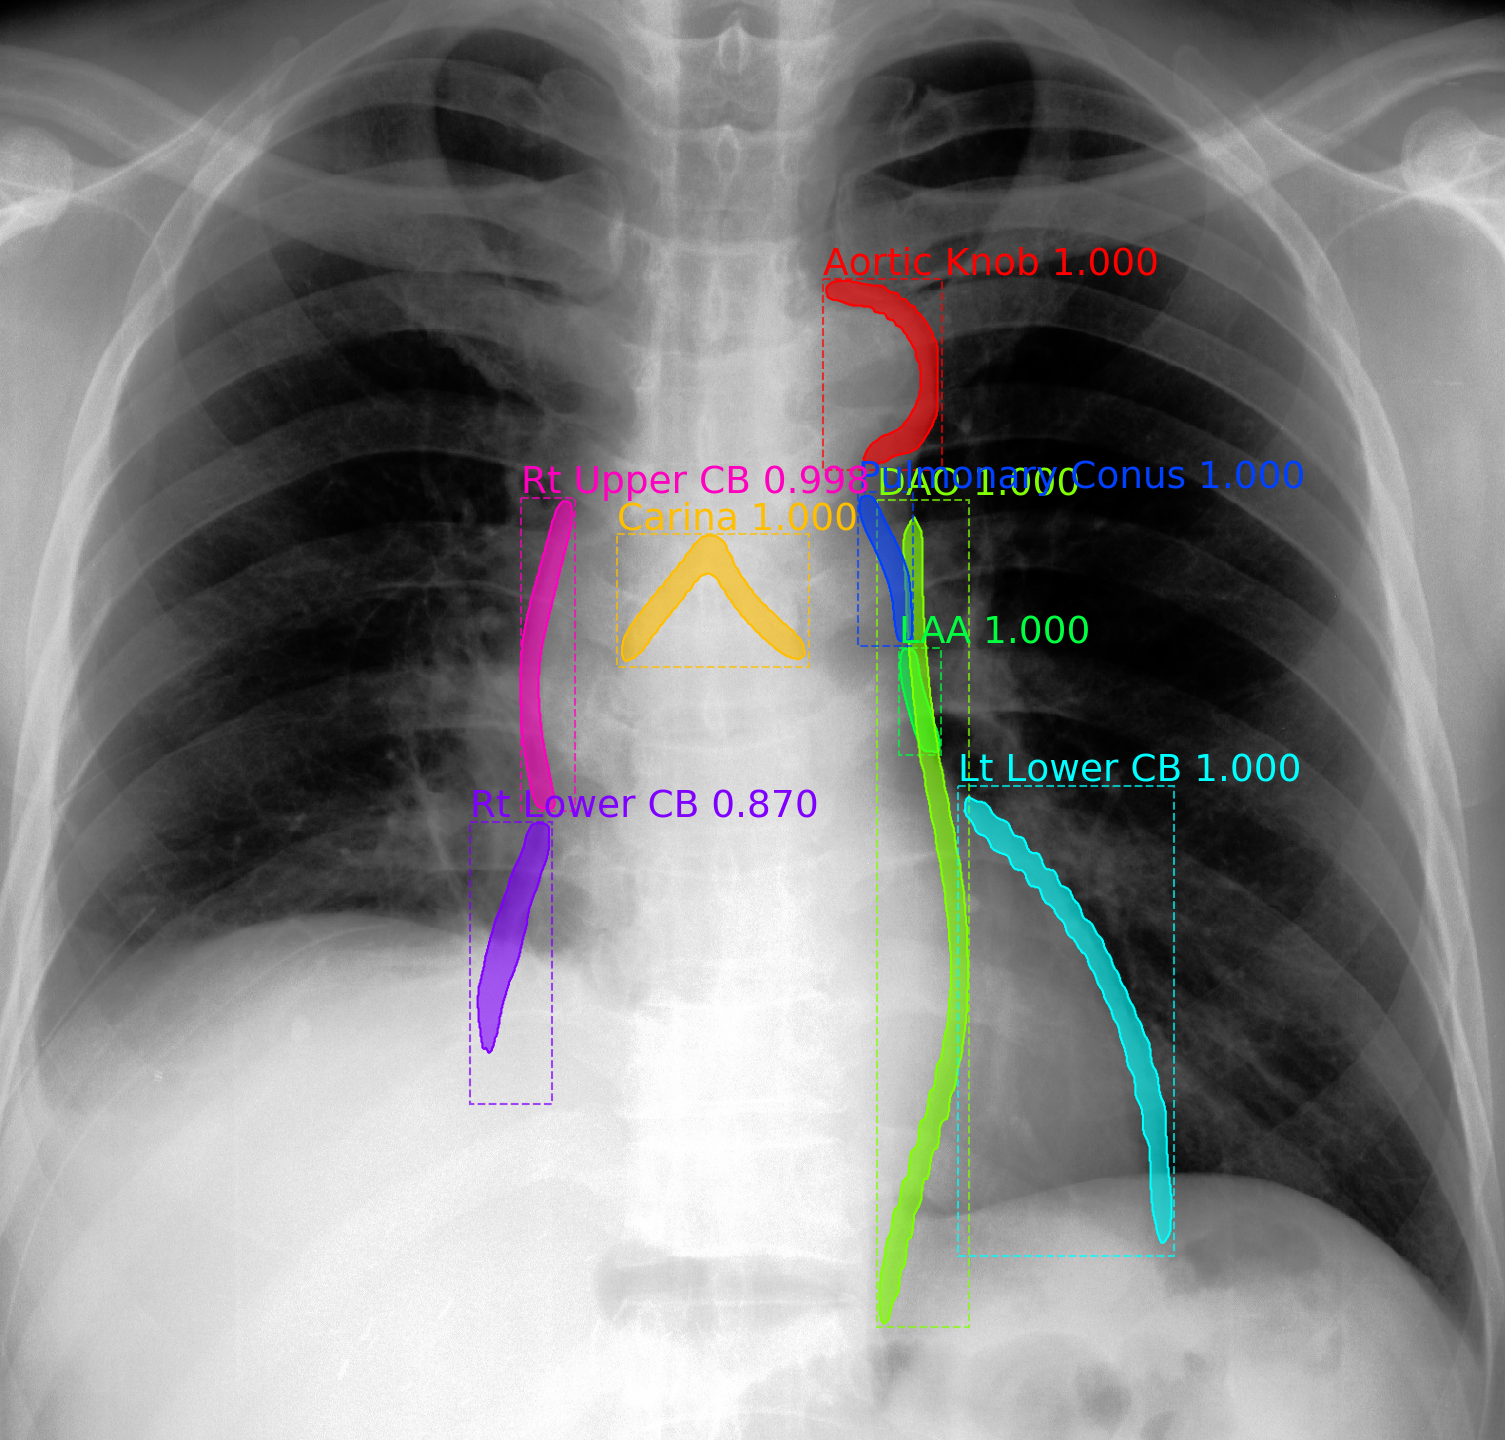 Aortic Knob 1.000
Rt Upper CB 0.998
Pulmonary Conus 1.000
DAO 1.000
Carina 1.000
LAA 1.000
Lt Lower CB 1.000
Rt Lower CB 0.870